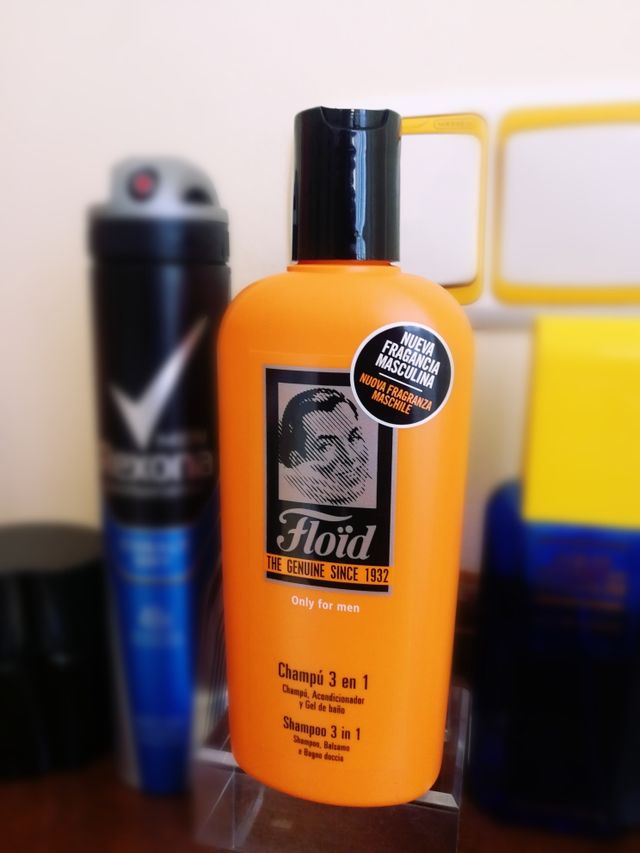 NUEVA
FRAGANCIA
MASCULINA
NUOVA FRAGRANZA
MASCHILE
Floïd
THE GENUINE SINCE 1932
Only for men
Champú 3 en 1
Champú, Acondicionador
y Gel de baño
Shampoo 3 in 1
Shampoo, Balsamo
e Bagno doccia
Rexona